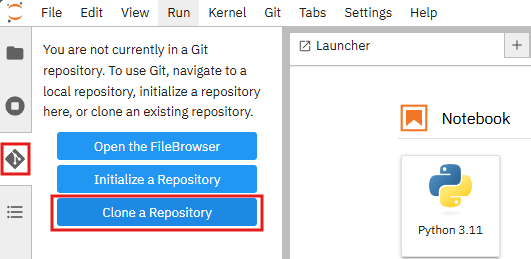 File Edit View Run Kernel Git Tabs Settings Help
You are not currently in a Git
repository. To use Git, navigate to a
local repository, initialize a repository
here, or clone an existing repository.
Open the FileBrowser
Initialize a Repository
Clone a Repository
Launcher
+
Notebook
Python 3.11